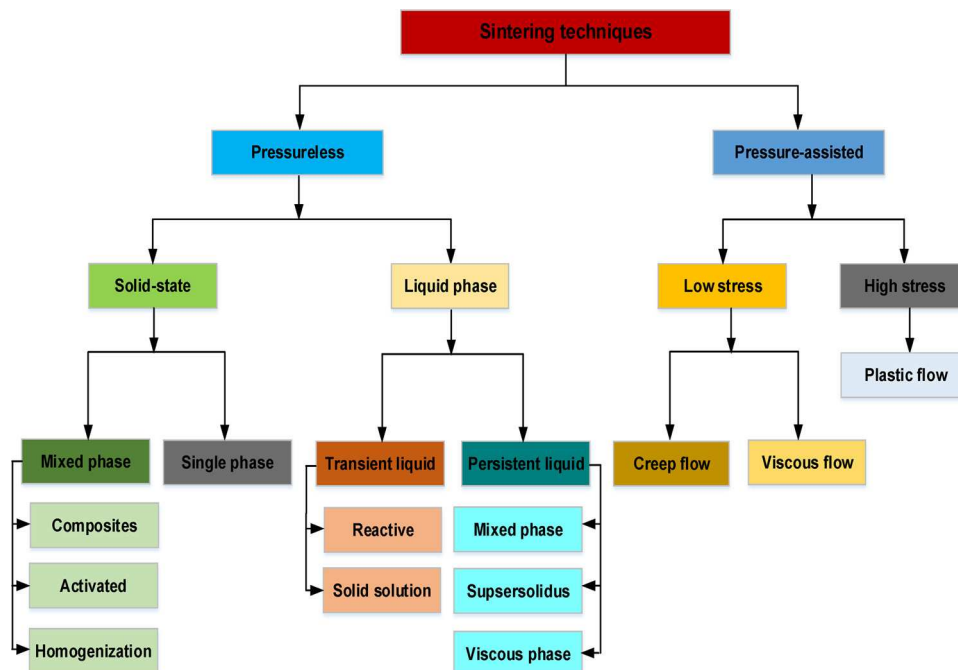 Sintering techniques
Pressureless
Pressure-assisted
Solid-state
Liquid phase
Low stress
High stress
Plastic flow
Mixed phase
Single phase
Transient liquid
Persistent liquid
Creep flow
Viscous flow
Composites
Reactive
Mixed phase
Activated
Solid solution
Supsersolidus
Homogenization
Viscous phase